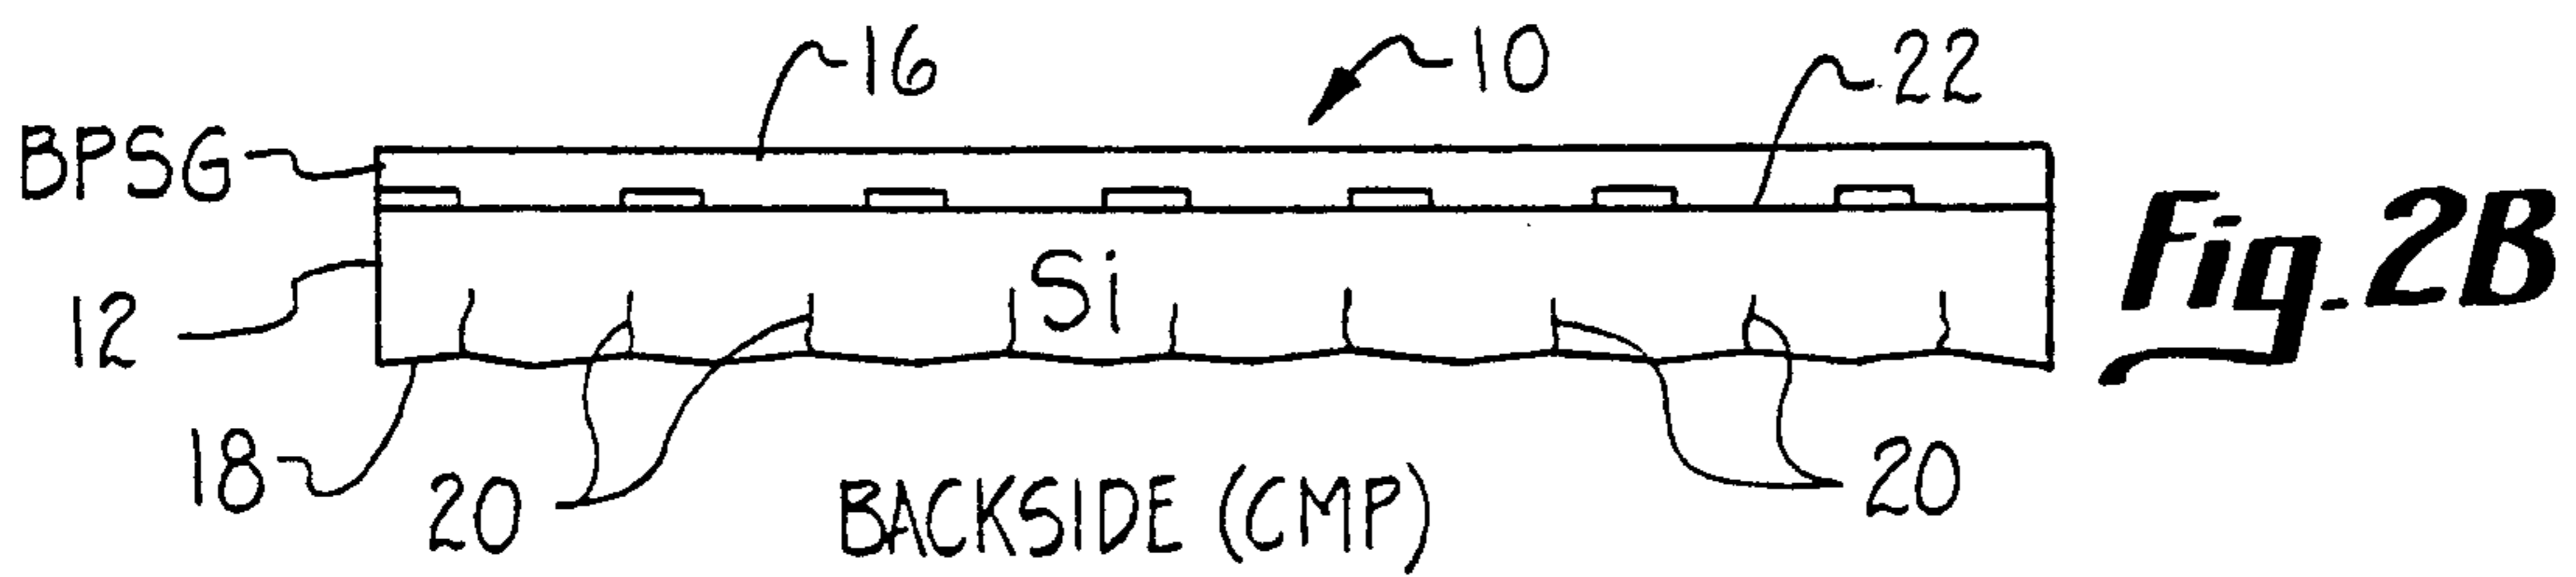 16 10 22
BPSG
Fig. 2B
Si
12
18 20 BACKSIDE (CMP) 20